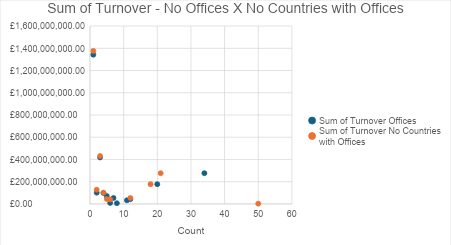 Sum of Turnover - No Offices X No Countries with Offices
£1,600,000,000.00
£1,400,000,000.00
£1,200,000,000.00
£1,000,000,000.00
£800,000,000.00
£600,000,000.00
£400,000,000.00
£200,000,000.00
£0.00
0 10 20 30 40 50 60
Count
Sum of Turnover Offices
Sum of Turnover No Countries
with Offices